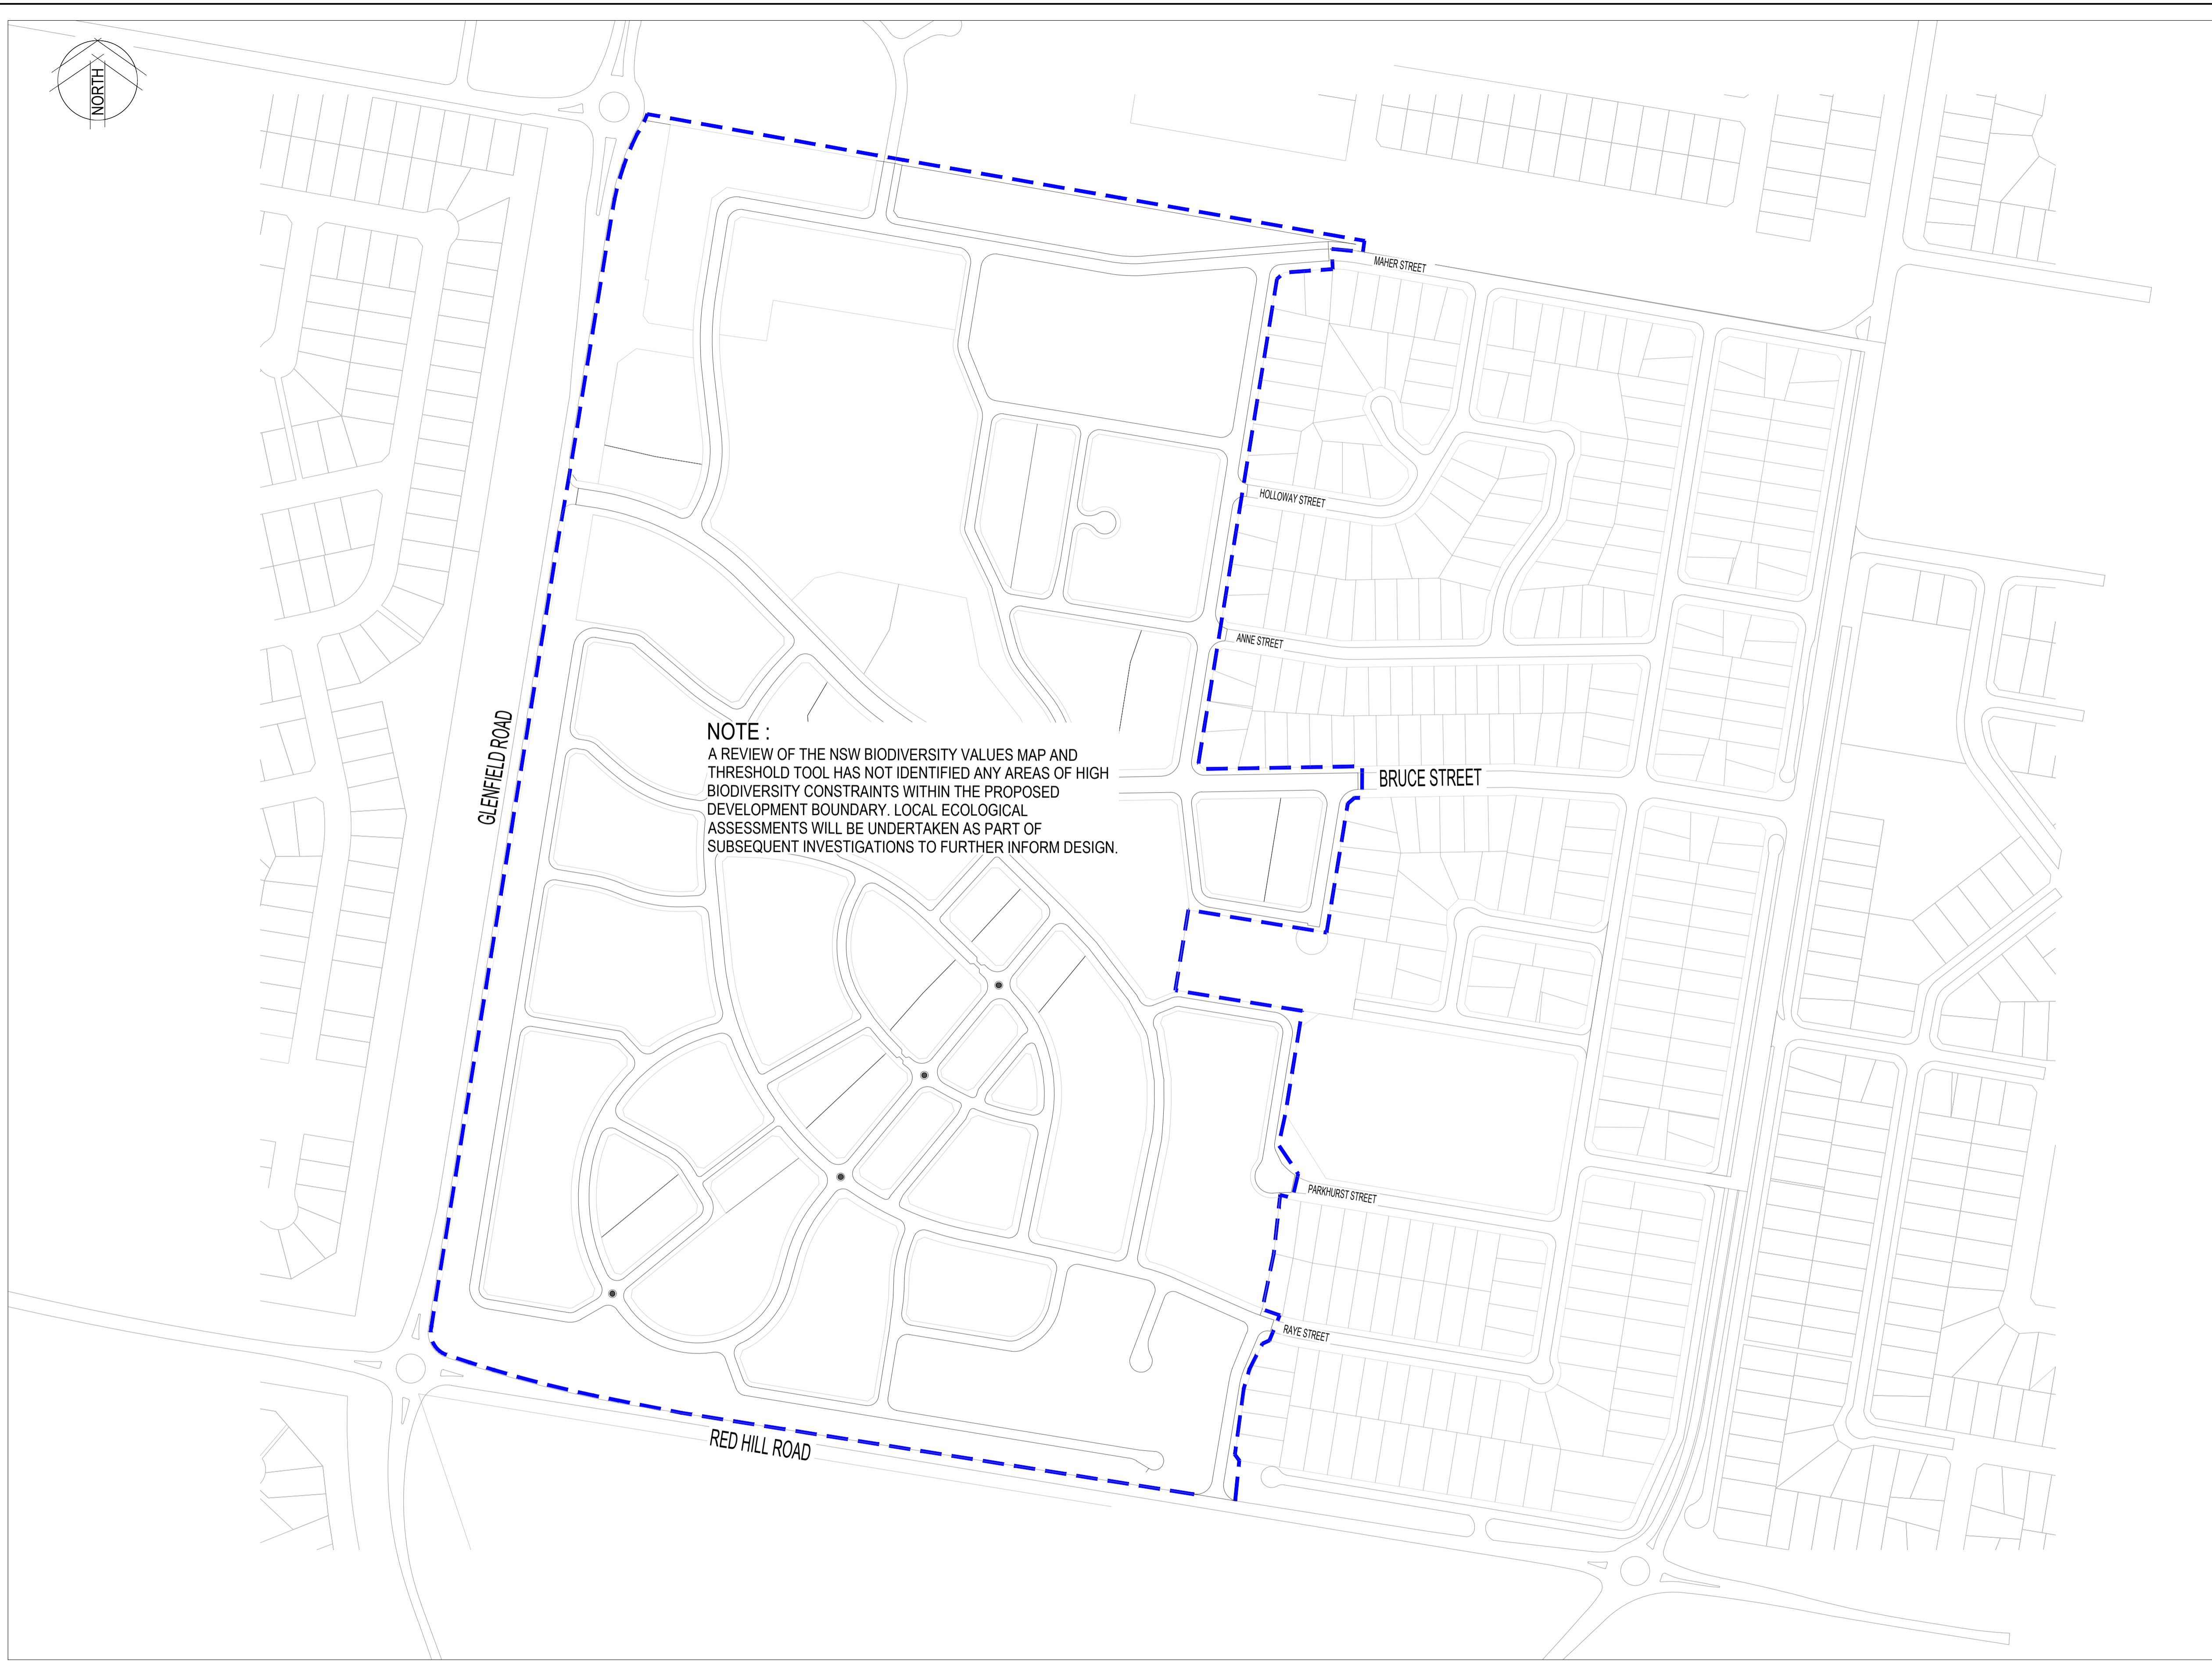 NORTH
MAHER STREET
HOLLOWAY STREET
ANNE STREET
GLENFIELD ROAD
NOTE :
A REVIEW OF THE NSW BIODIVERSITY VALUES MAP AND
THRESHOLD TOOL HAS NOT IDENTIFIED ANY AREAS OF HIGH
BIODIVERSITY CONSTRAINTS WITHIN THE PROPOSED
DEVELOPMENT BOUNDARY. LOCAL ECOLOGICAL
ASSESSMENTS WILL BE UNDERTAKEN AS PART OF
SUBSEQUENT INVESTIGATIONS TO FURTHER INFORM DESIGN.
BRUCE STREET
PARKHURST STREET
RAYE STREET
RED HILL ROAD